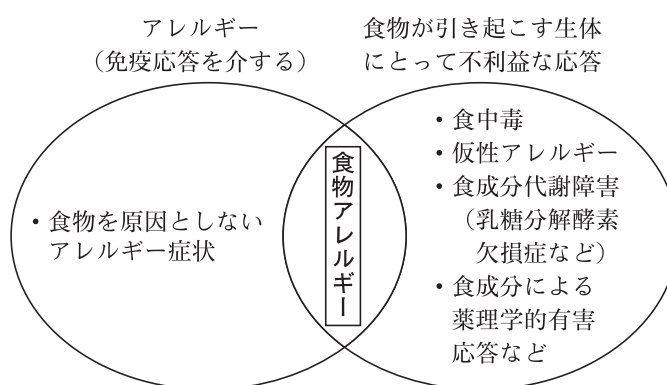 アレルギー
（免疫応答を介する）
食物が引き起こす生体
にとって不利益な応答
・食物を原因としない
アレルギー症状
食物アレルギー
・食中毒
・仮性アレルギー
・食成分代謝障害
（乳糖分解酵素
欠損症など）
・食成分による
薬理学的有害
応答など